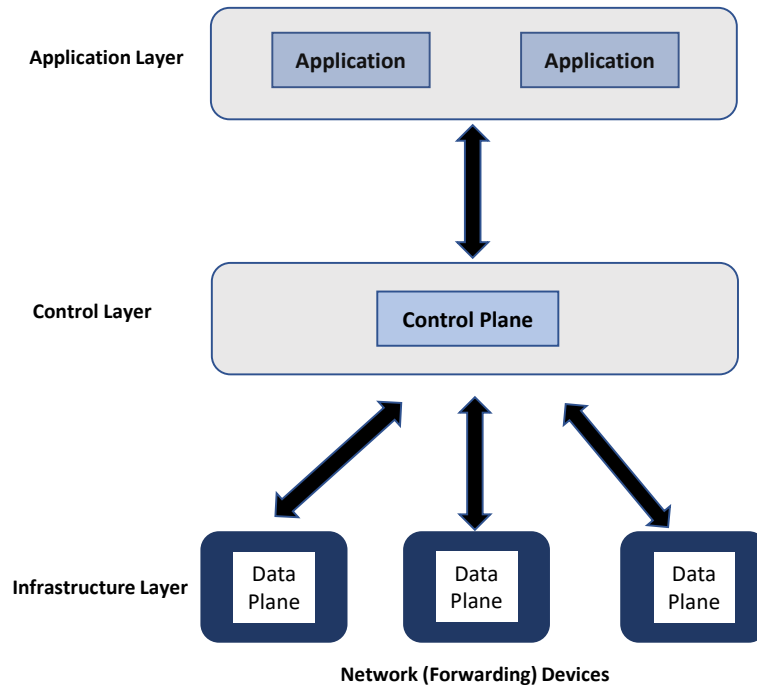 Application Layer
Application
Application
Control Layer
Control Plane
Infrastructure Layer
Data
Plane
Data
Plane
Data
Plane
Network (Forwarding) Devices